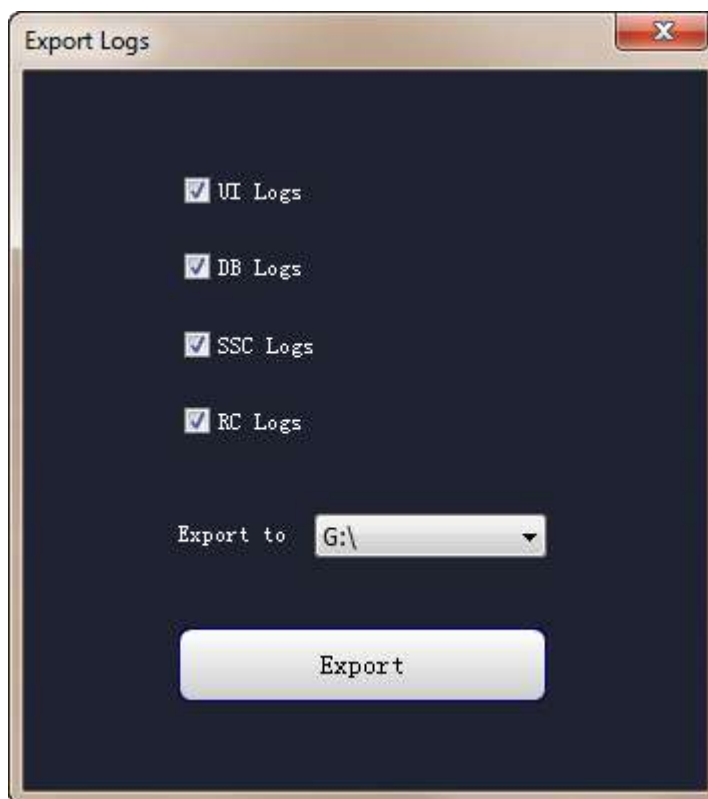 Export Logs
UI Logs
DB Logs
SSC Logs
RC Logs
Export to G:\
Export